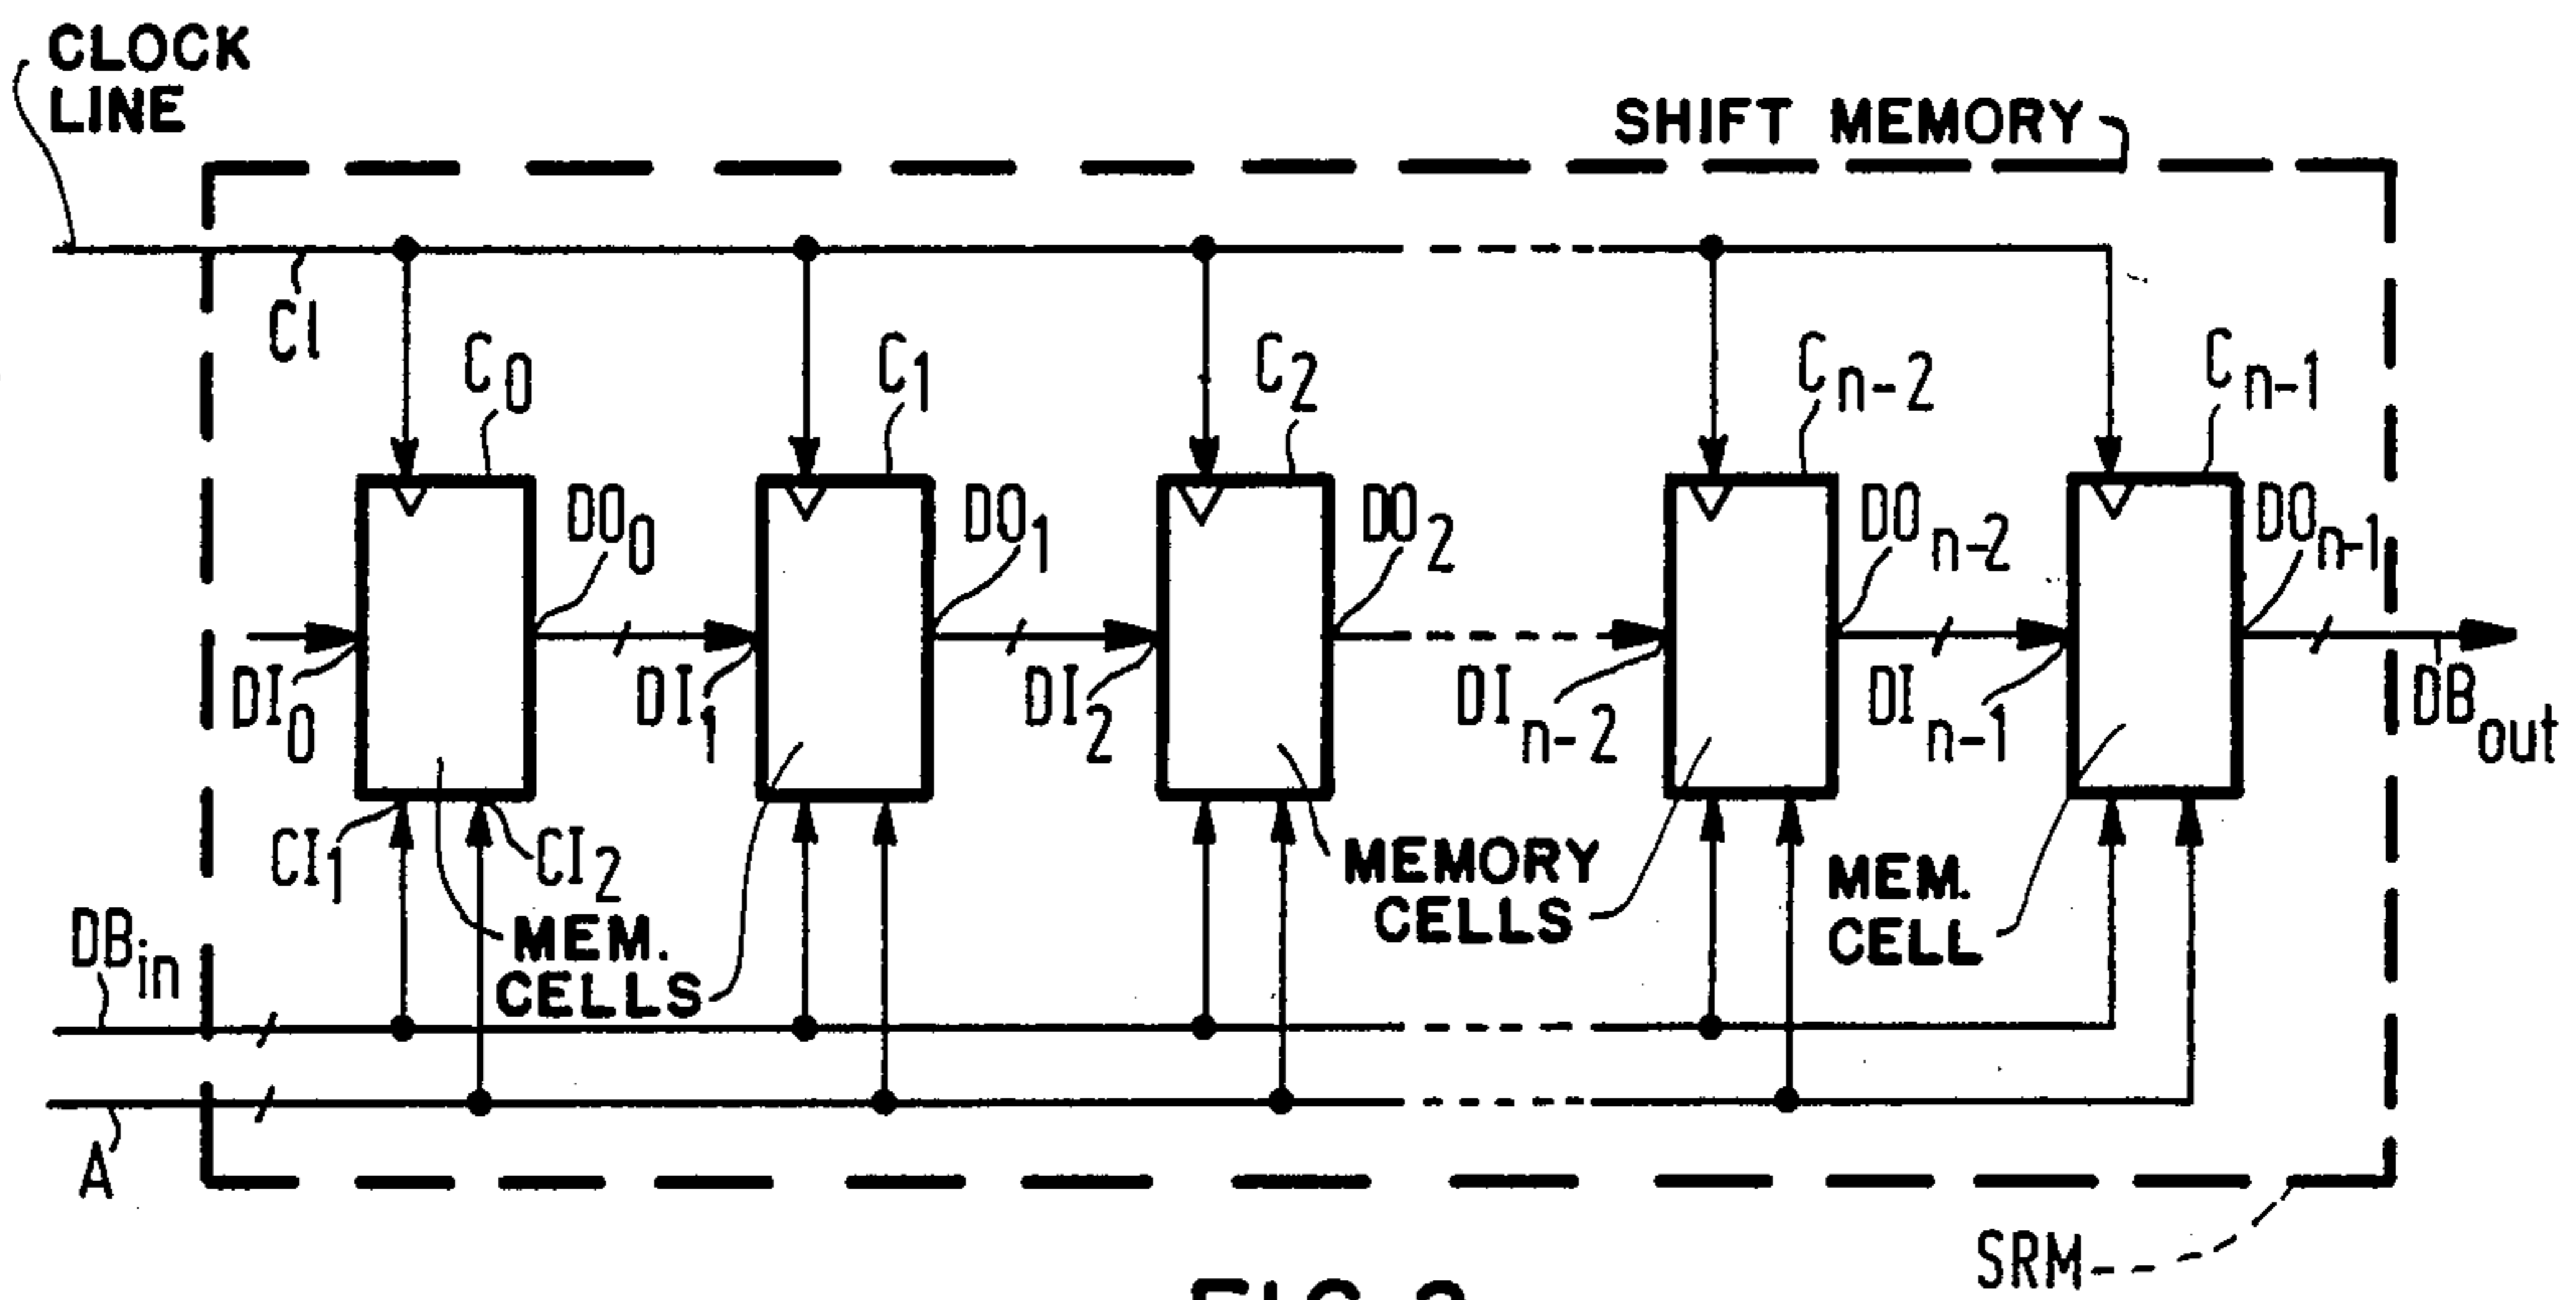 CLOCK
LINE
SHIFT MEMORY
Cl
C0
C1
C2
Cn-2
Cn-1
DO0
DO1
DO2
DOn-2
DOn-1
DI0
DI1
DI2
DIn-2
DIn-1
DBout
CI1
CI2
MEM.
CELLS
MEMORY
CELLS
MEM.
CELL
DBin
A
SRM